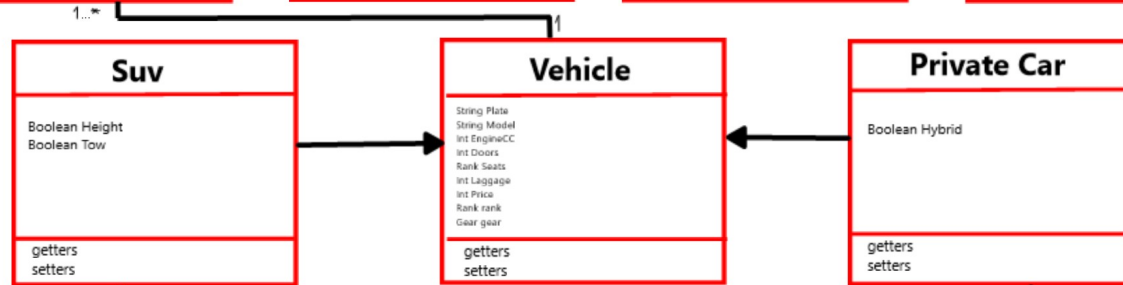 1...*
1
Suv
Boolean Height
Boolean Tow
getters
setters
Vehicle
String Plate
String Model
Int EngineCC
Int Doors
Rank Seats
Int Laggage
Int Price
Rank rank
Gear gear
getters
setters
Private Car
Boolean Hybrid
getters
setters